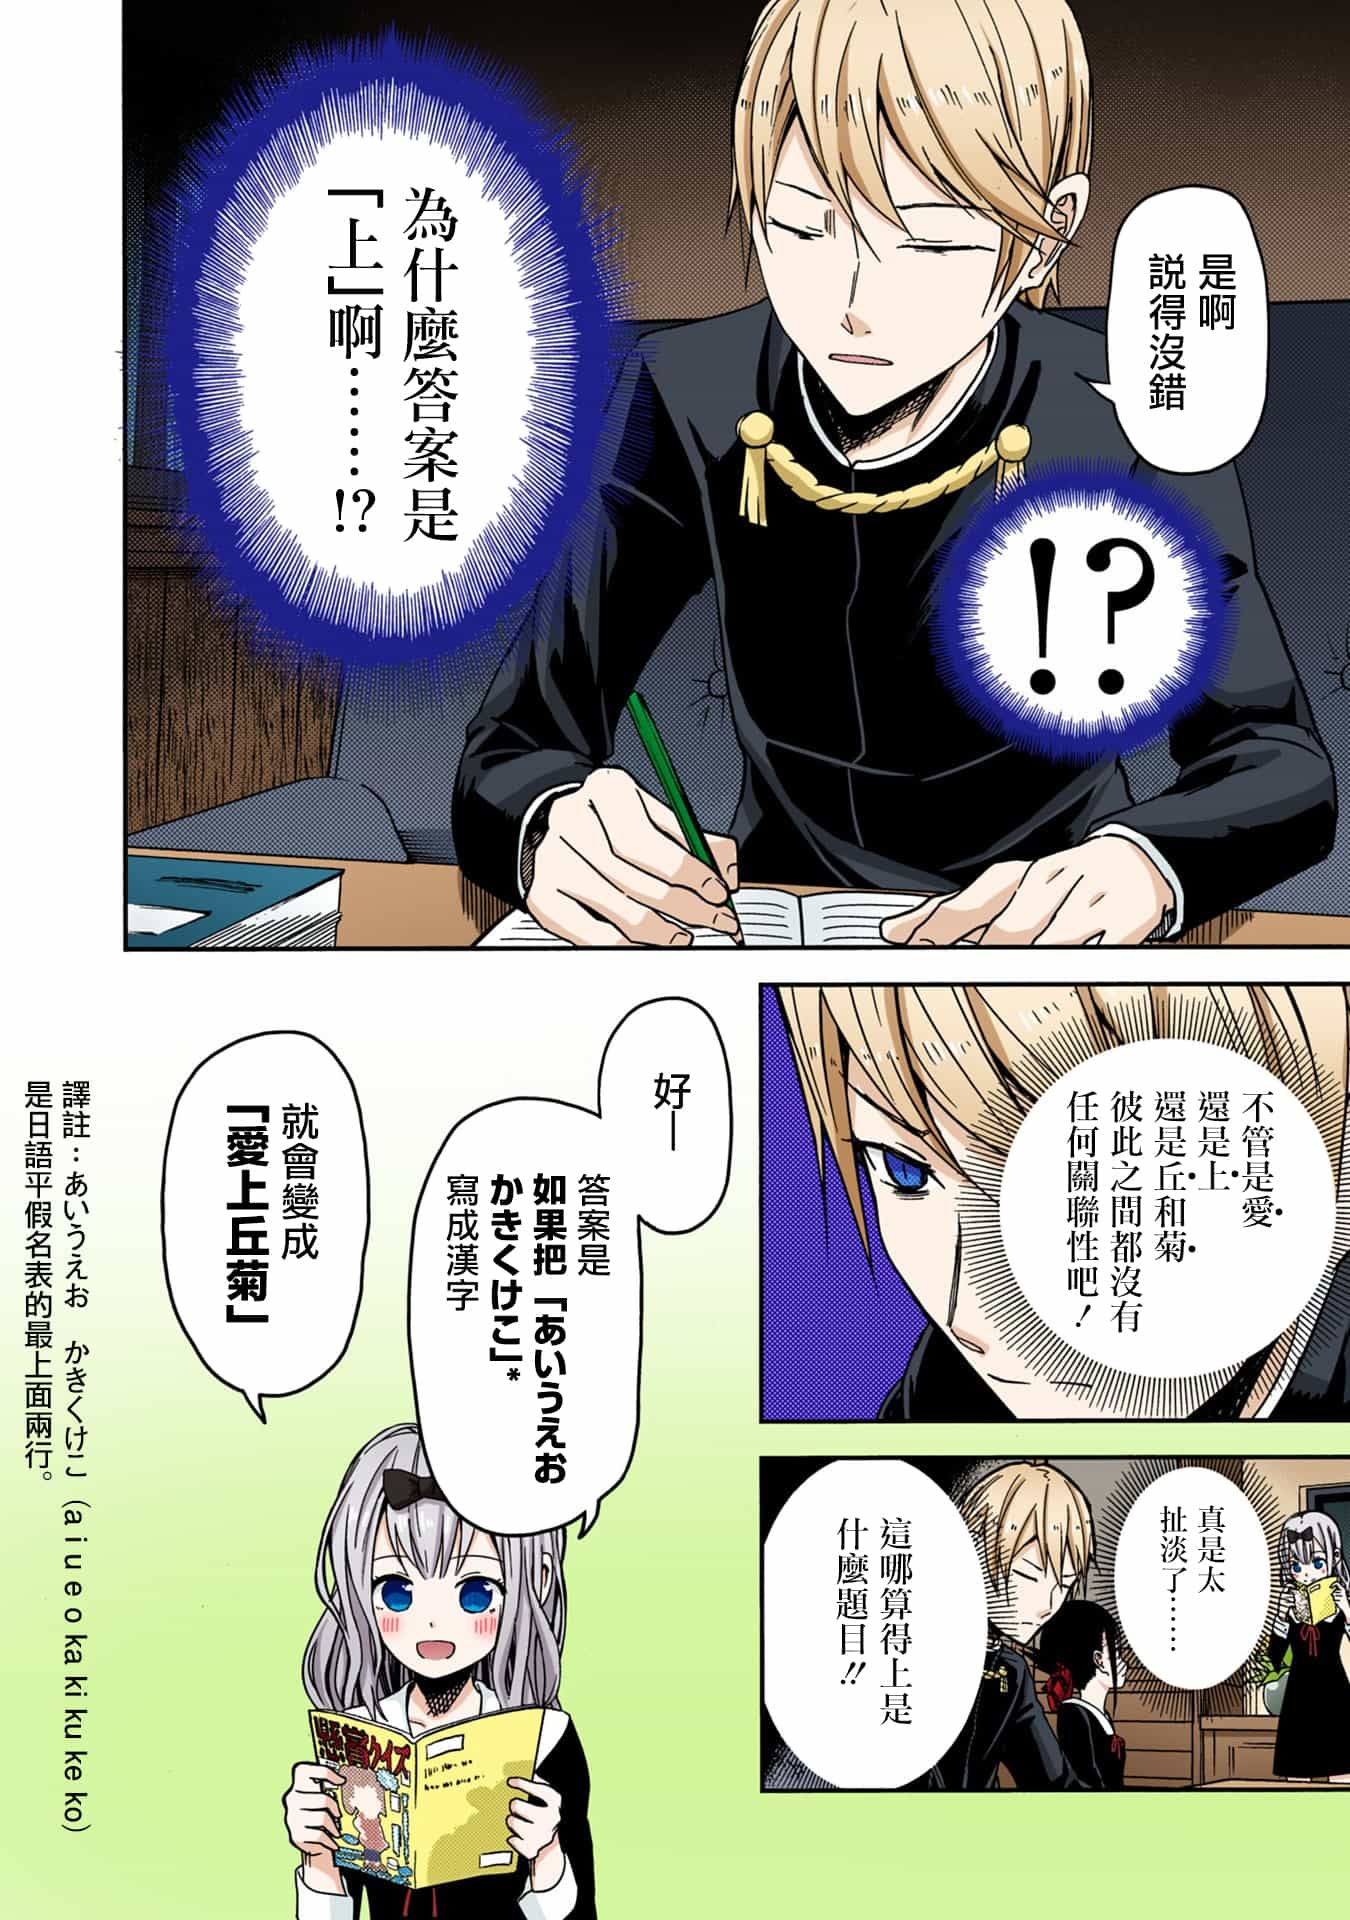 是啊
說得沒錯
!?
為什麼答案是
「上」啊………!?
不管是愛
還是上
還是丘和菊
彼此之間都沒有
任何關聯性吧!
真是太
扯淡了……
這哪算得上是
什麼題目!!
好—
答案是
如果把「あいうえお
かきくけこ」*
寫成漢字
就會變成
「愛上丘菊」
懸賞クイズ
譯註：あいうえお　かきくけこ（a i u e o ka ki ku ke ko）
是日語平假名表的最上面兩行。